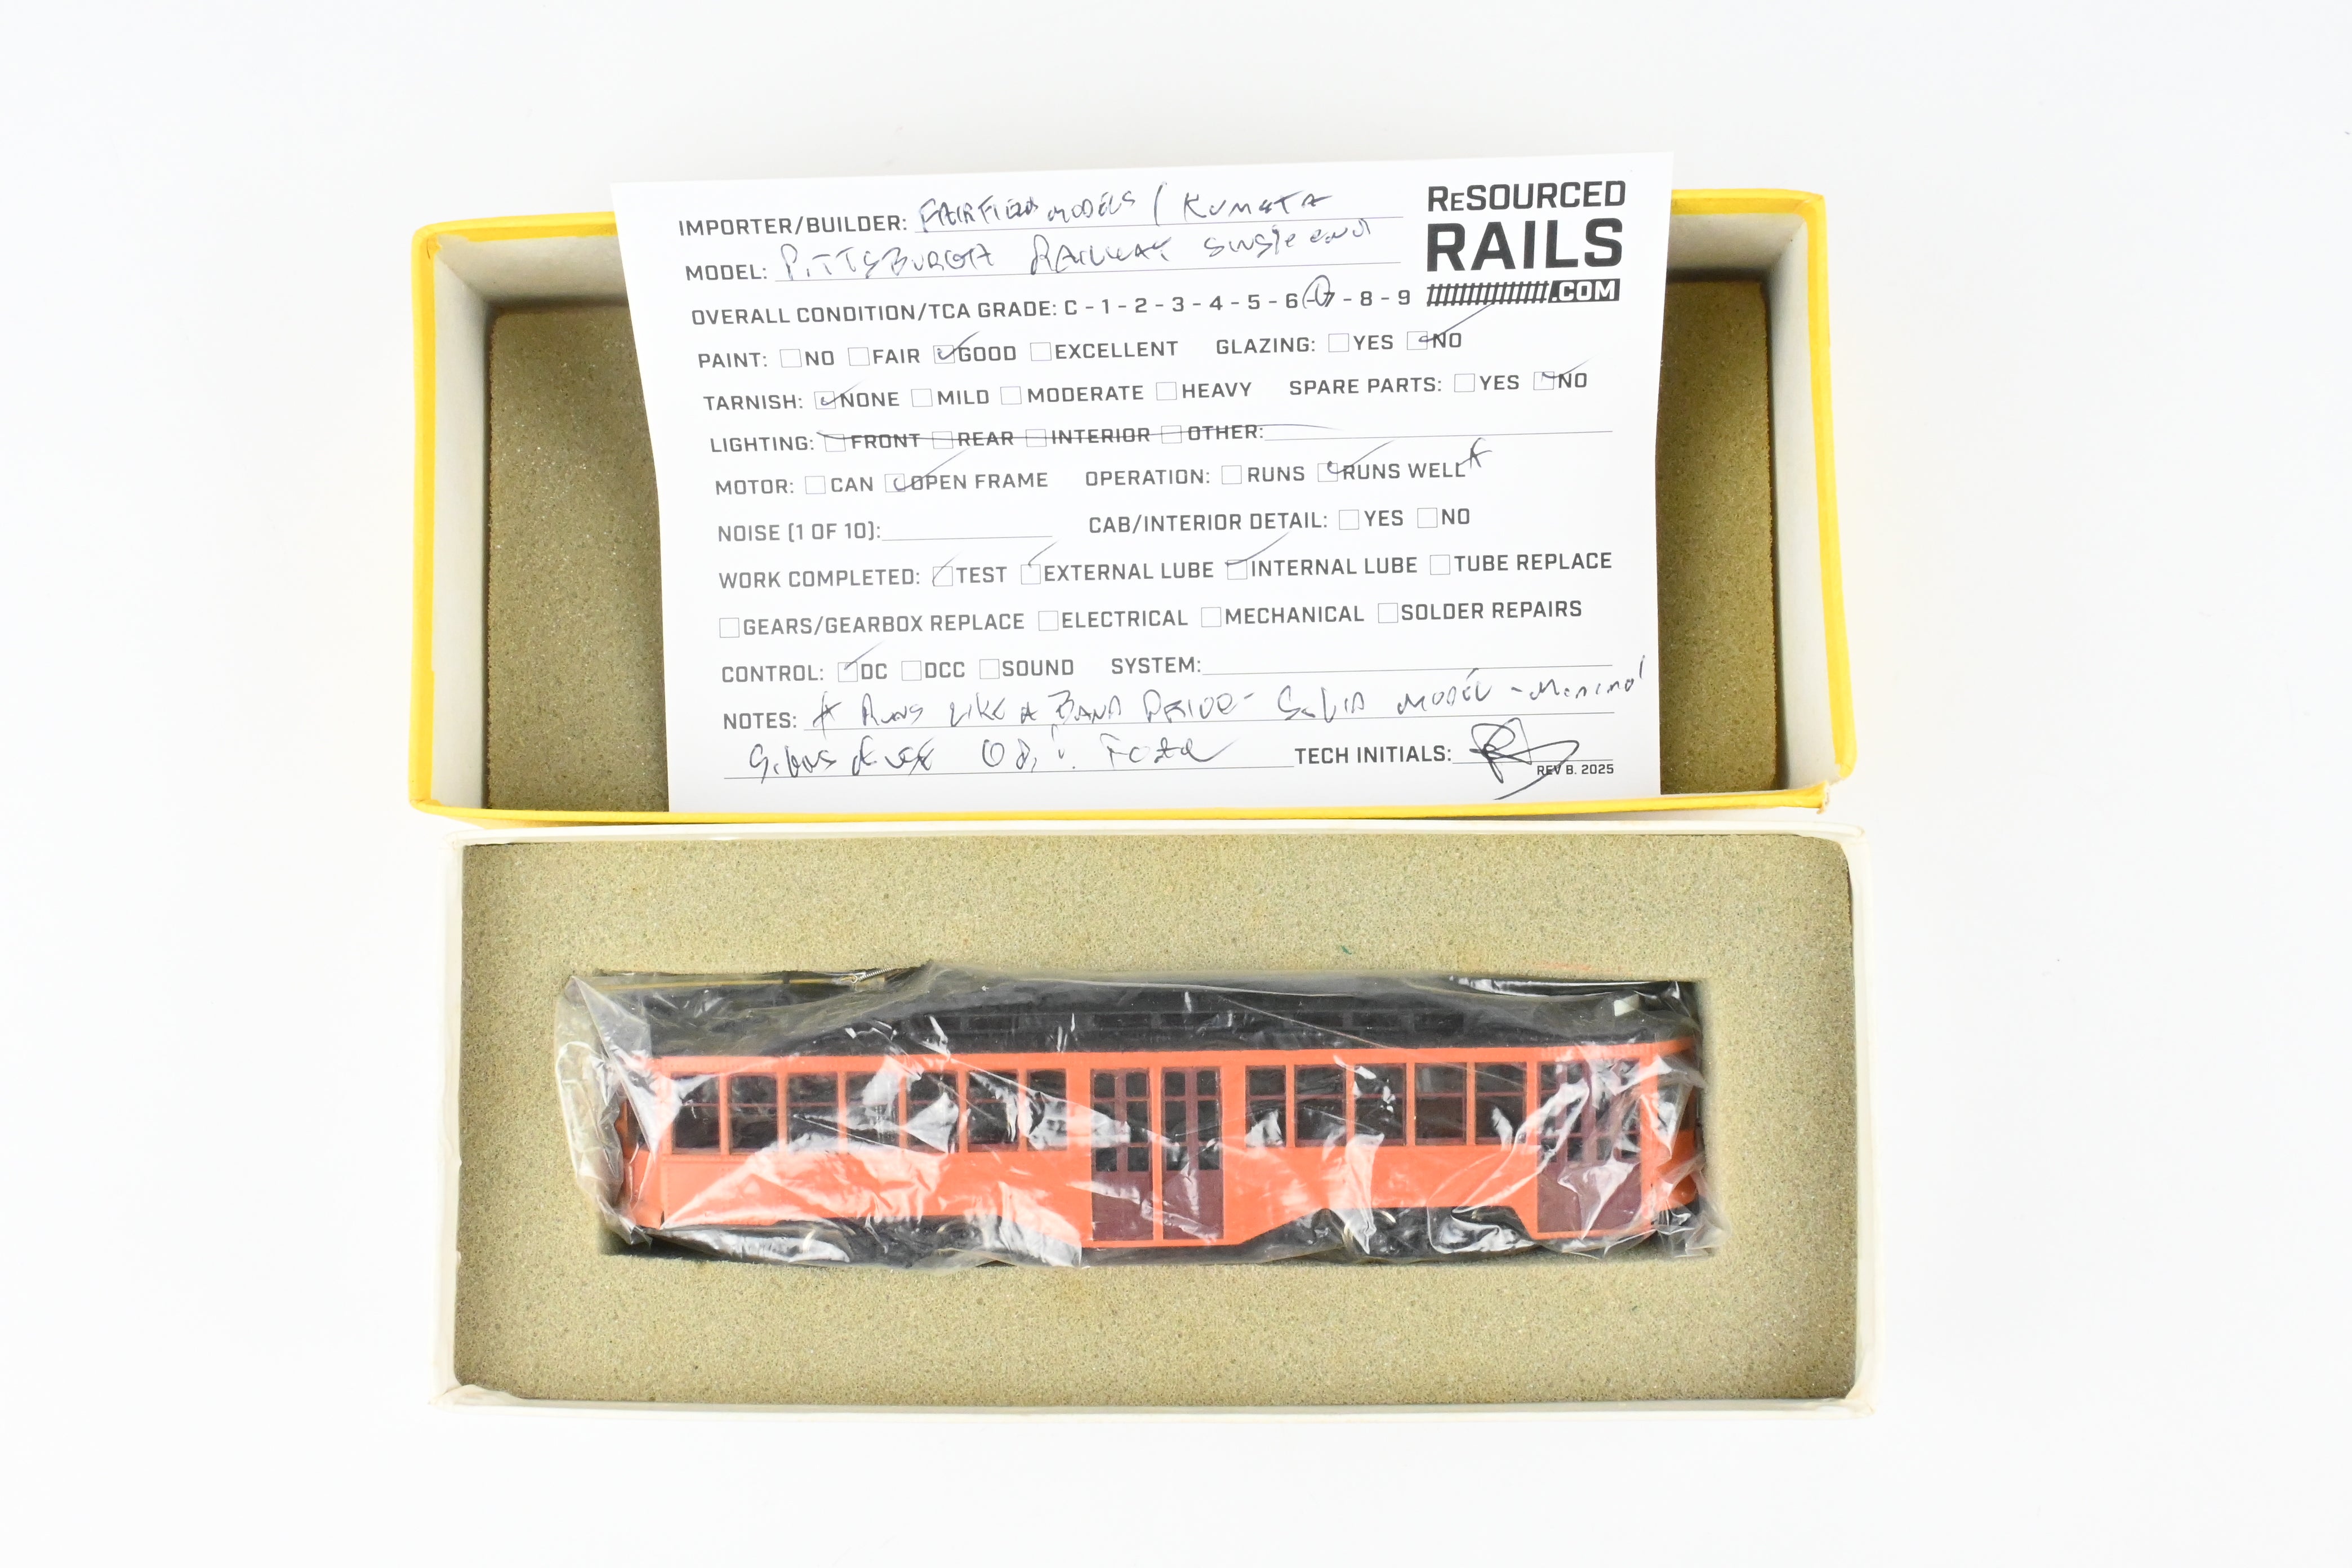 IMPORTER/BUILDER: FAIRFIELD MODELS / KUMATA
RESOURCED
RAILS
.COM
MODEL: PITTSBURGH RAILWAY Single end
OVERALL CONDITION/TCA GRADE: C - 1 - 2 - 3 - 4 - 5 - 6 - 7 - 8 - 9
PAINT: NO FAIR GOOD EXCELLENT GLAZING: YES NO
TARNISH: NONE MILD MODERATE HEAVY SPARE PARTS: YES NO
LIGHTING: FRONT REAR INTERIOR OTHER:
MOTOR: CAN OPEN FRAME OPERATION: RUNS RUNS WELL*
NOISE (1 OF 10): CAB/INTERIOR DETAIL: YES NO
WORK COMPLETED: TEST EXTERNAL LUBE INTERNAL LUBE TUBE REPLACE
GEARS/GEARBOX REPLACE ELECTRICAL MECHANICAL SOLDER REPAIRS
CONTROL: DC DCC SOUND SYSTEM:
NOTES: * RUNS LIKE A BAND DRIVE - SOLID MODEL - Minimal
TECH INITIALS:
REV B. 2025